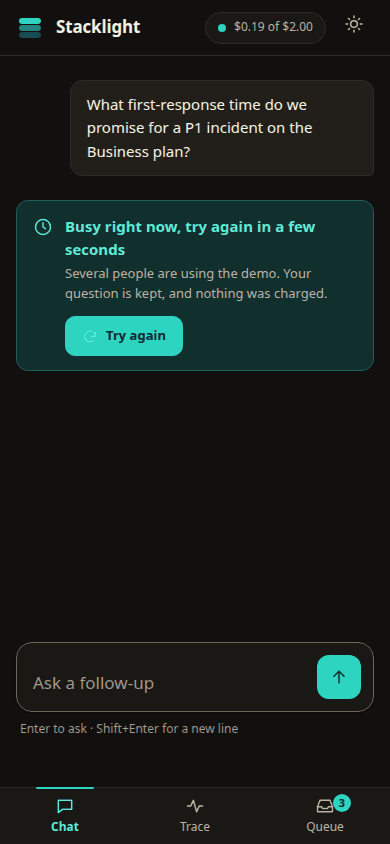 Stacklight
$0.19 of $2.00
What first-response time do we
promise for a P1 incident on the
Business plan?
Busy right now, try again in a few
seconds
Several people are using the demo. Your
question is kept, and nothing was charged.
Try again
Ask a follow-up
Enter to ask · Shift+Enter for a new line
3
Chat
Trace
Queue